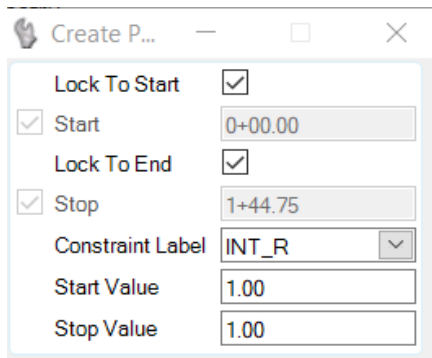 Create P...
Lock To Start
Start 0+00.00
Lock To End
Stop 1+44.75
Constraint Label INT_R
Start Value 1.00
Stop Value 1.00